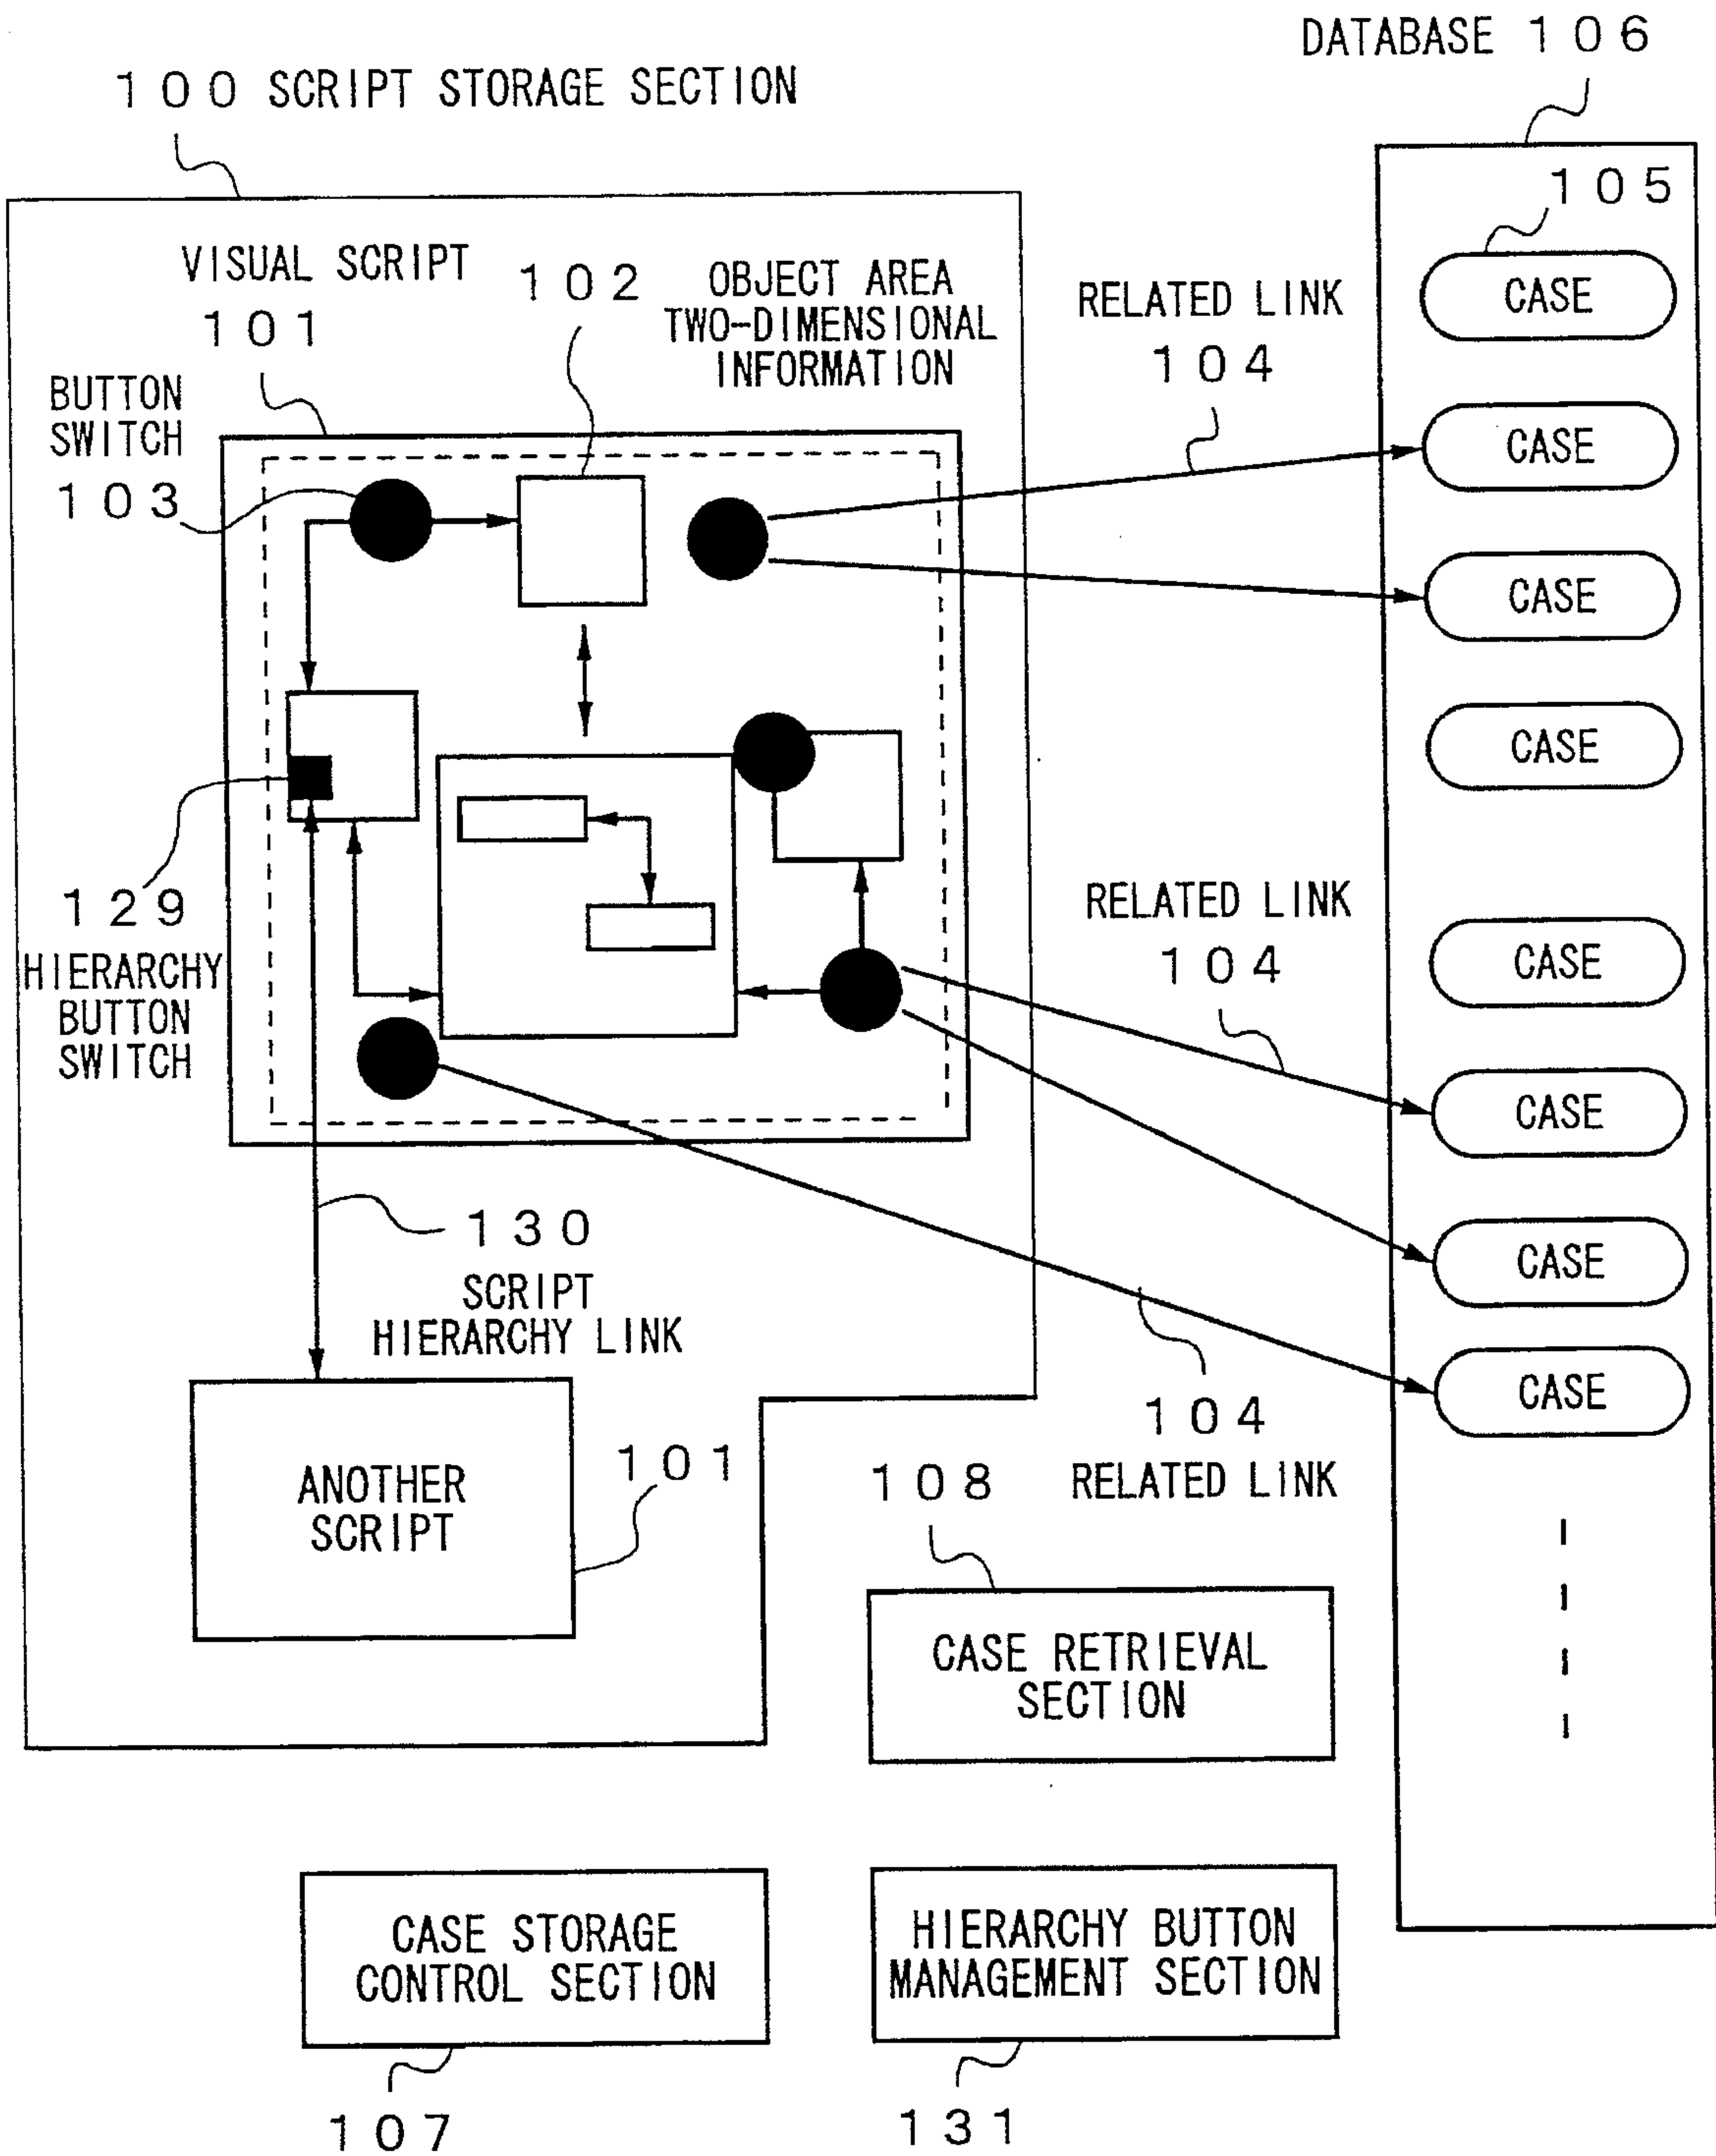 DATABASE 106
100 SCRIPT STORAGE SECTION
105
VISUAL SCRIPT
101
102
OBJECT AREA
TWO-DIMENSIONAL
INFORMATION
RELATED LINK
104
CASE
BUTTON
SWITCH
103
CASE
CASE
CASE
129
HIERARCHY
BUTTON
SWITCH
RELATED LINK
104
CASE
CASE
130
SCRIPT
HIERARCHY LINK
CASE
CASE
104
RELATED LINK
ANOTHER
SCRIPT
101
108
CASE RETRIEVAL
SECTION
CASE STORAGE
CONTROL SECTION
107
HIERARCHY BUTTON
MANAGEMENT SECTION
131